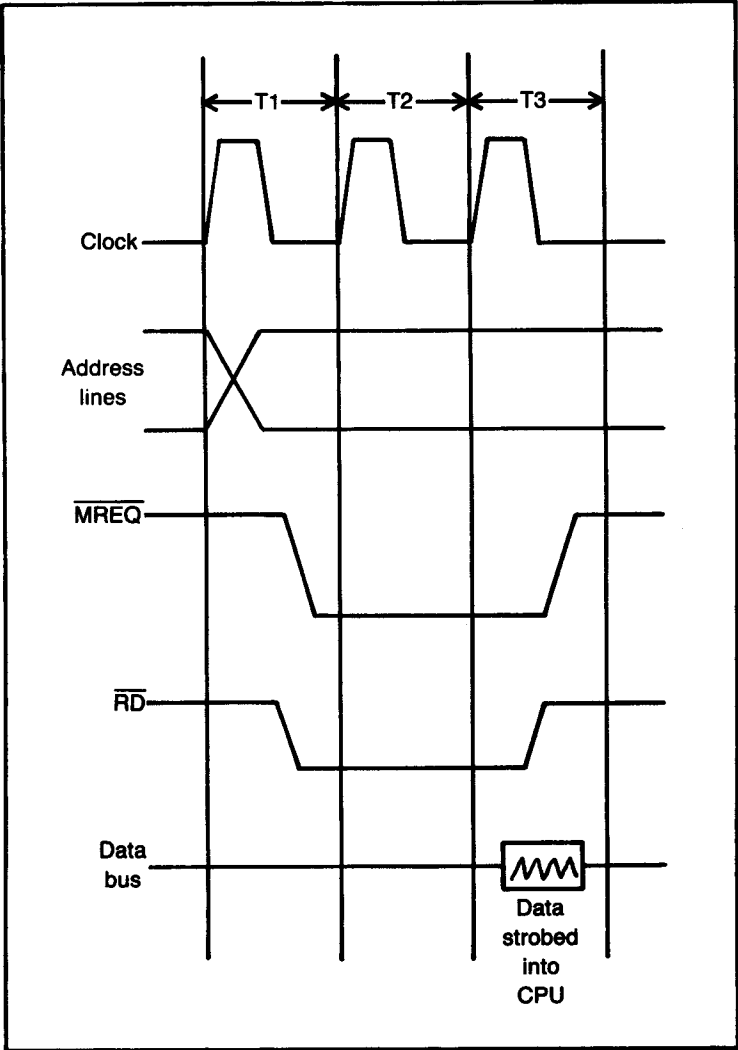 T1 T2 T3
Clock
Address
lines
MREQ
RD
Data
bus
Data
strobed
into
CPU